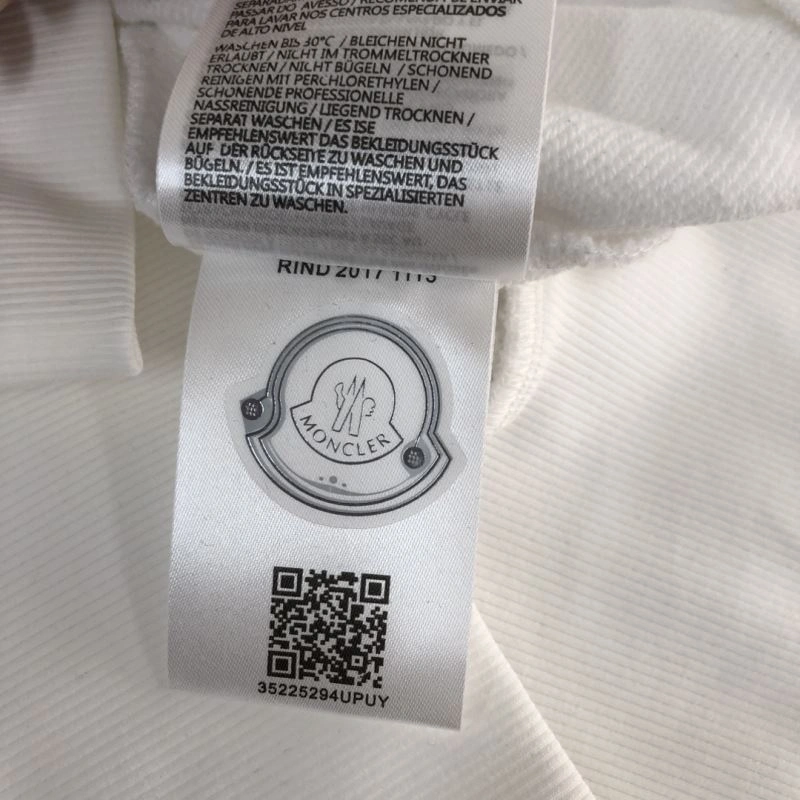 PASSAR DO AVESSO / RECOMENDA-SE ENVIAR
PARA LAVAR NOS CENTROS ESPECIALIZADOS
DE ALTO NÍVEL
WASCHEN BIS 30°C / BLEICHEN NICHT
ERLAUBT / NICHT IM TROMMELTROCKNER
TROCKNEN / NICHT BÜGELN / SCHONEND
REINIGEN MIT PERCHLORETHYLEN /
SCHONENDE PROFESSIONELLE
NASSREINIGUNG / LIEGEND TROCKNEN /
SEPARAT WASCHEN / ES ISE
EMPFEHLENSWERT DAS BEKLEIDUNGSSTÜCK
AUF DER RÜCKSEITE ZU WASCHEN UND
BÜGELN. / ES IST EMPFEHLENSWERT, DAS
BEKLEIDUNGSSTÜCK IN SPEZIALISIERTEN
ZENTREN ZU WASCHEN.
RIND 2017 1113
MONCLER
35225294UPUY